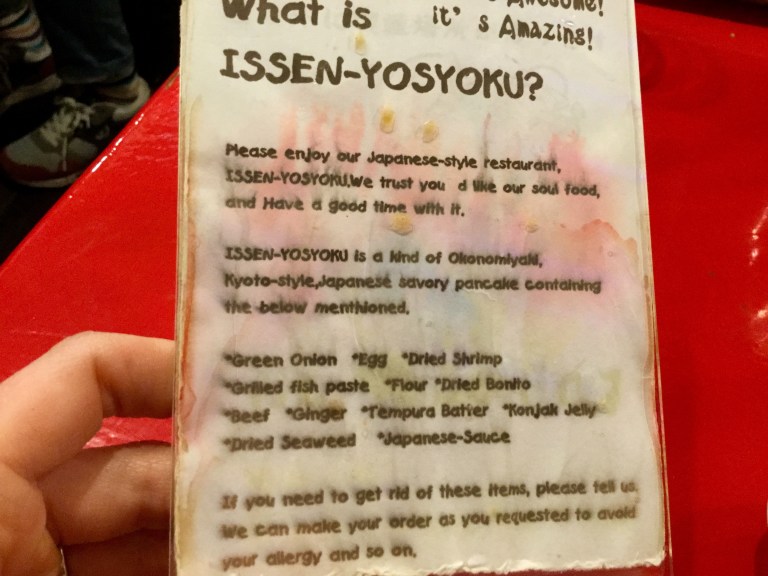 Awesome!
What is it's Amazing!
ISSEN-YOSYOKU?
Please enjoy our Japanese-style restaurant,
ISSEN-YOSYOKU.We trust you d like our soul food,
and Have a good time with it.
ISSEN-YOSYOKU is a kind of Okonomiyaki,
Kyoto-style,Japanese savory pancake containing
the below menthioned.
*Green Onion *Egg *Dried Shrimp
*Grilled fish paste *Flour *Dried Bonito
*Beef *Ginger *Tempura Batter *Konjak Jelly
*Dried Seaweed *Japanese-Sauce
If you need to get rid of these items, please tell us.
We can make your order as you requested to avoid
your allergy and so on.